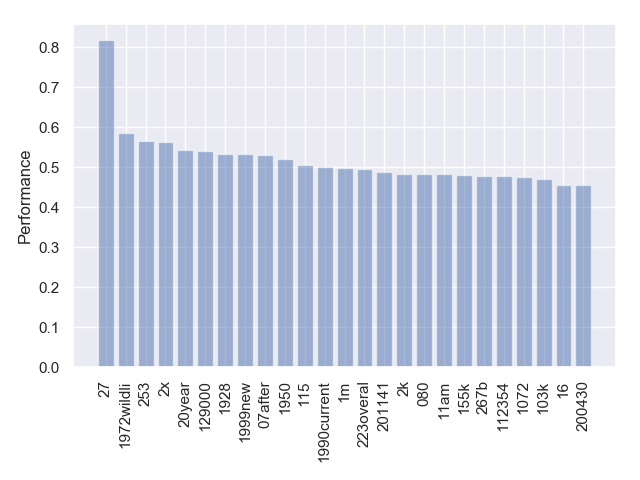 Performance
0.8
0.7
0.6
0.5
0.4
0.3
0.2
0.1
0.0
27
1972wildli
253
2x
20year
129000
1928
1999new
07after
1950
115
1990current
1m
223overal
201141
2k
080
11am
155k
267b
112354
1072
103k
16
200430